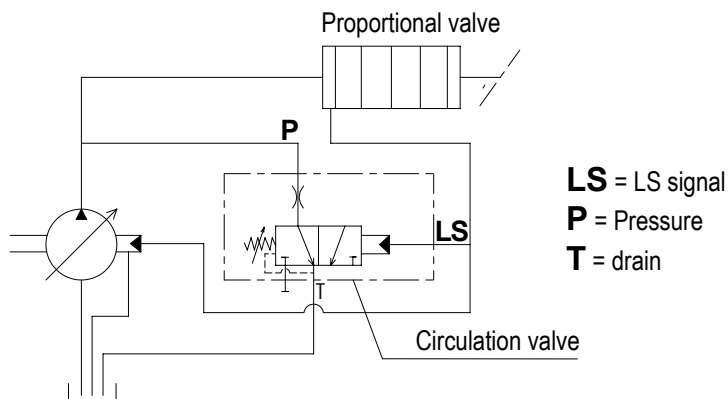 Proportional valve
P
LS = LS signal
LS
P = Pressure
T = drain
T
Circulation valve